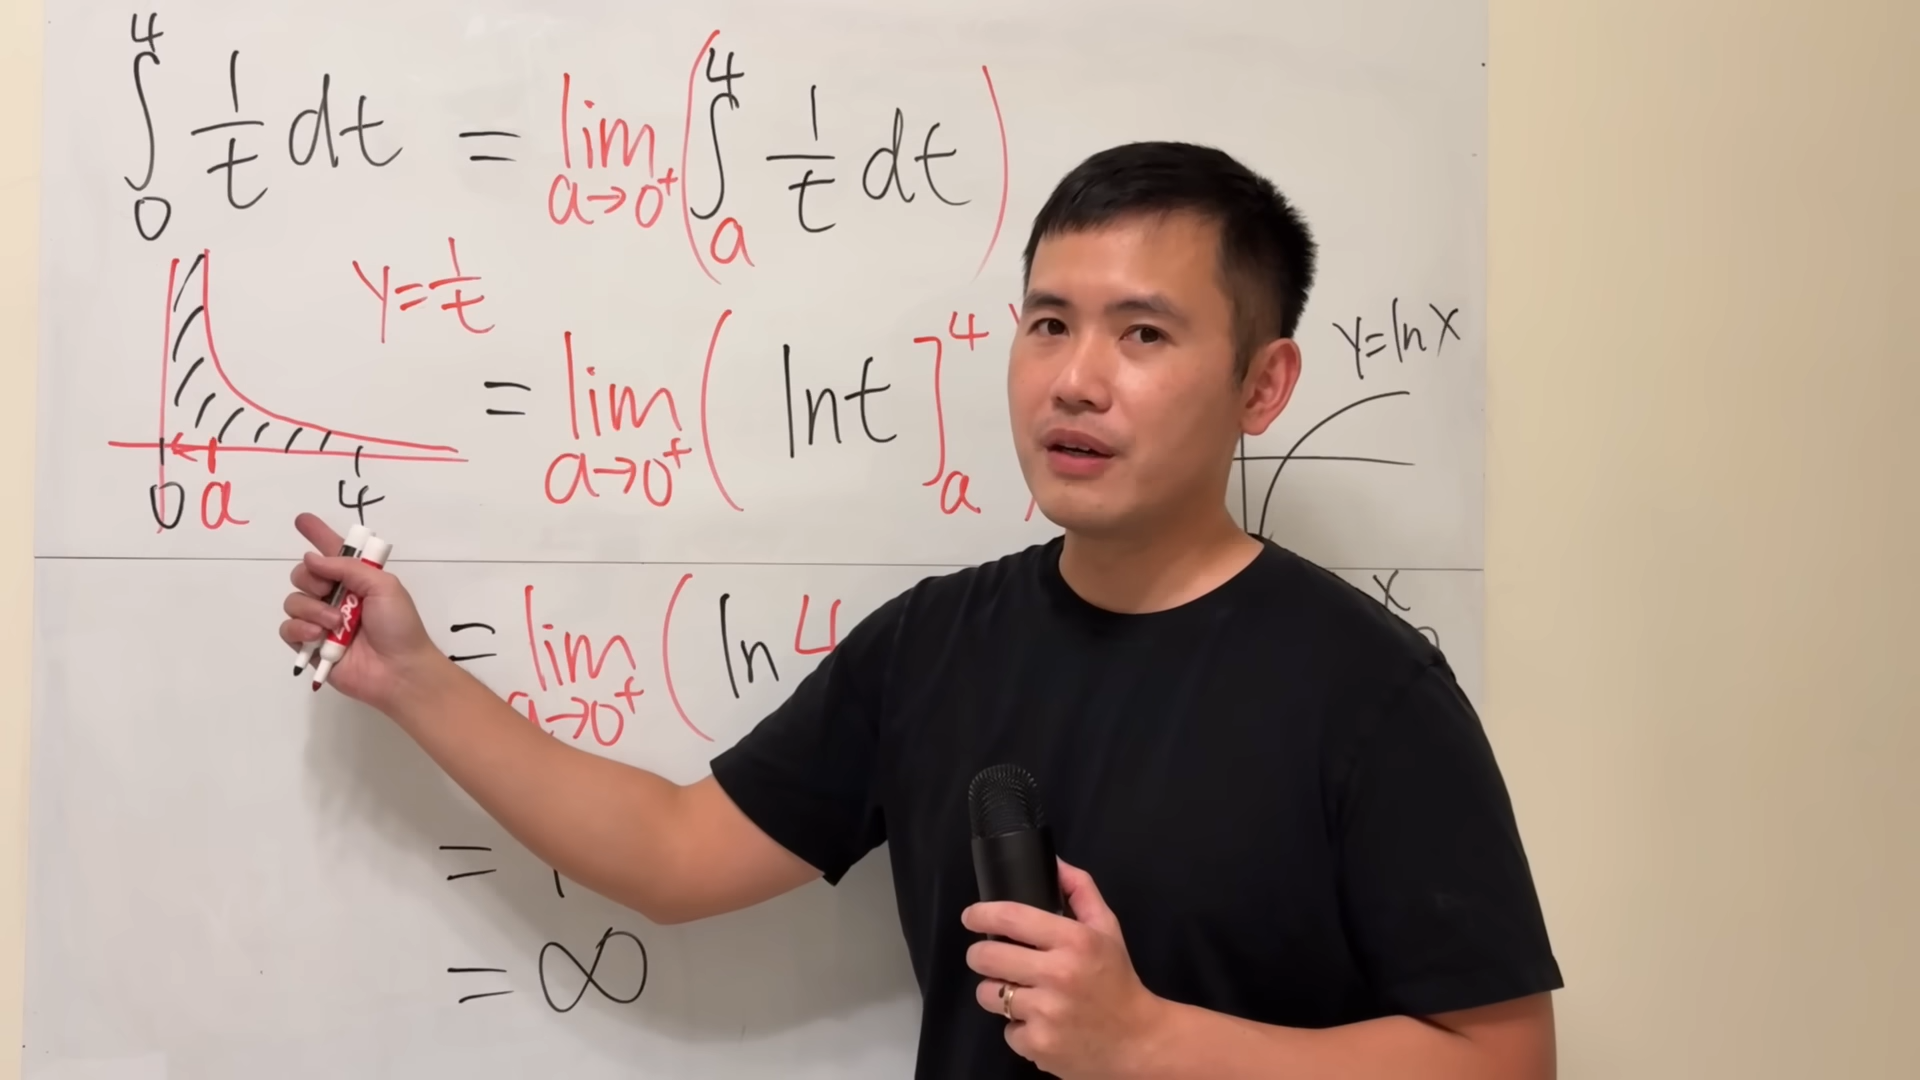 ∫₀⁴ 1/t dt = lim a→0⁺ (∫ₐ⁴ 1/t dt)
y=1/t
0 a 4
= lim a→0⁺ ( ln t ]ₐ⁴ )
y=ln x
= lim a→0⁺ ( ln 4
x
=
= ∞
EXPO